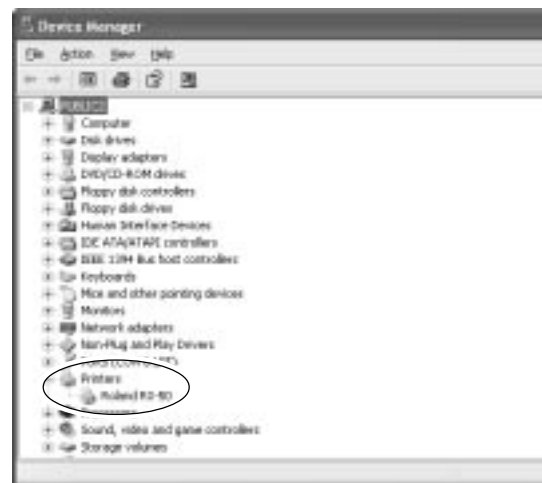 Device Manager
File Action View Help
Computer
Disk drives
Display adapters
DVD/CD-ROM drives
Floppy disk controllers
Floppy disk drives
Human Interface Devices
IDE ATA/ATAPI controllers
IEEE 1394 Bus host controllers
Keyboards
Mice and other pointing devices
Monitors
Network adapters
Non-Plug and Play Drivers
Printers
Roland
Sound, video and game controllers
Storage volumes